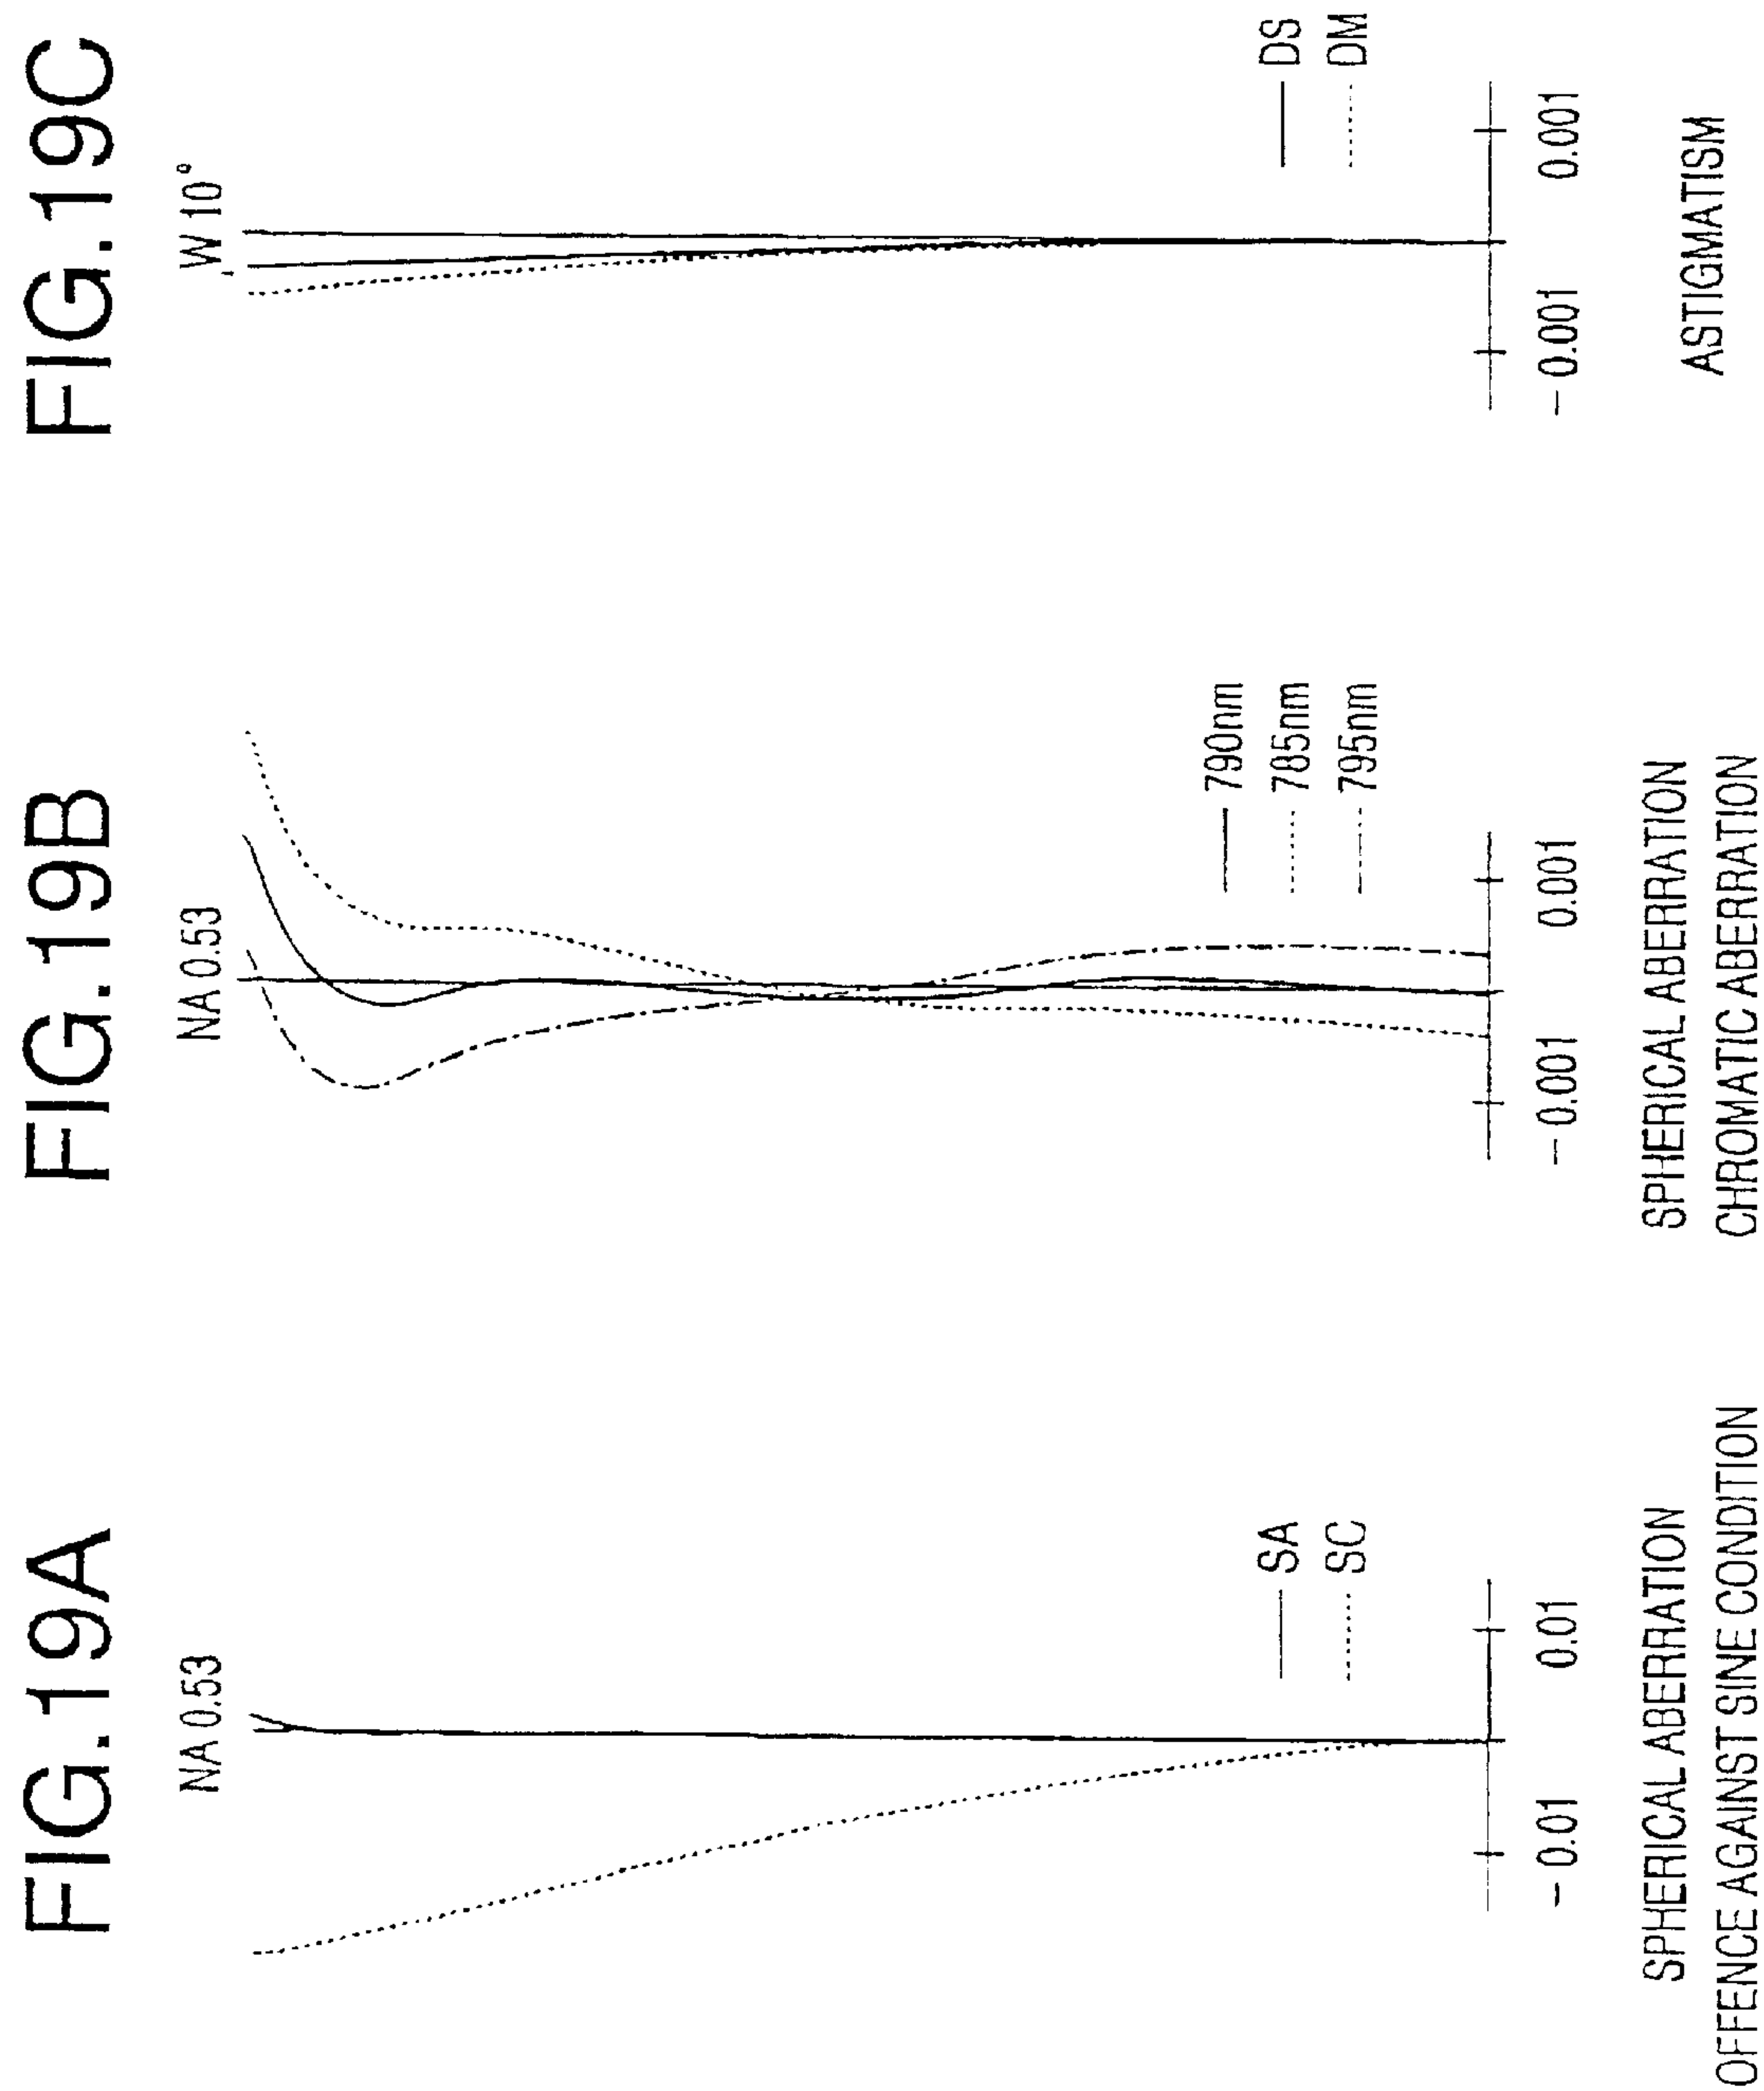 FIG.19A
NA 0.53
SA
SC
– 0.01
0.01
SPHERICAL ABERRATION
OFFENCE AGAINST SINE CONDITION
FIG.19B
NA 0.53
790nm
785nm
795nm
– 0.001
0.001
SPHERICAL ABERRATION
CHROMATIC ABERRATION
FIG.19C
W 10°
DS
DM
– 0.001
0.001
ASTIGMATISM